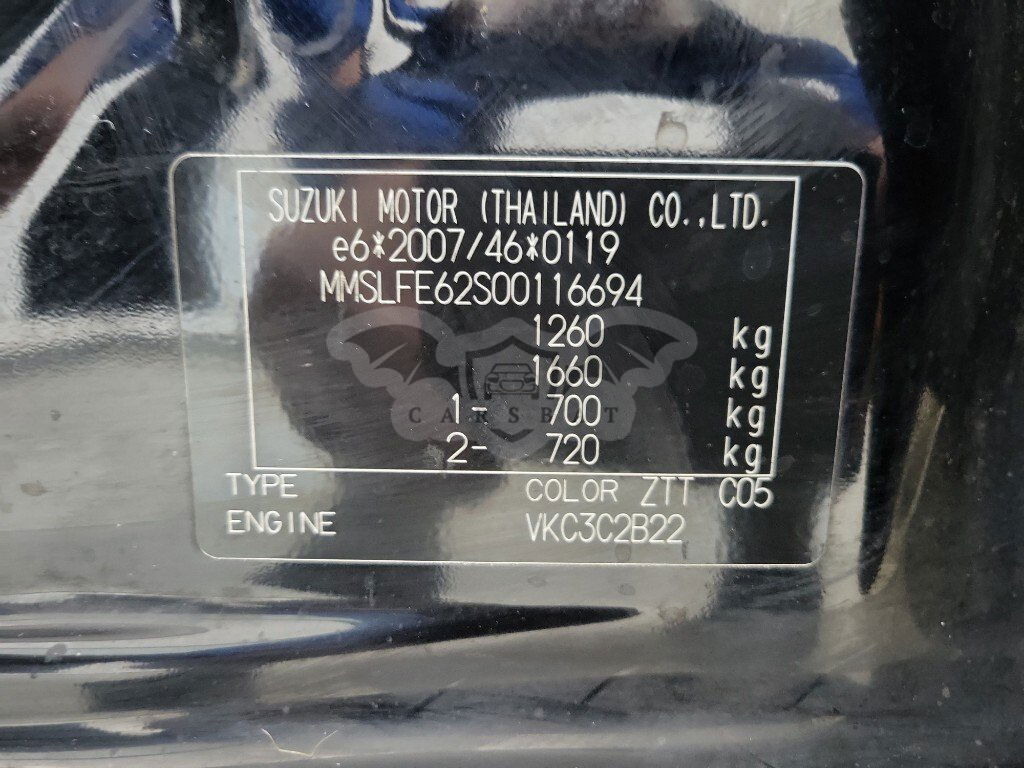 SUZUKI MOTOR (THAILAND) CO.,LTD.
e6*2007/46*0119
MMSLFE62S00116694
1260 kg
1660 kg
1- 700 kg
2- 720 kg
CARSBAT
TYPE COLOR ZTT C05
ENGINE VKC3C2B22